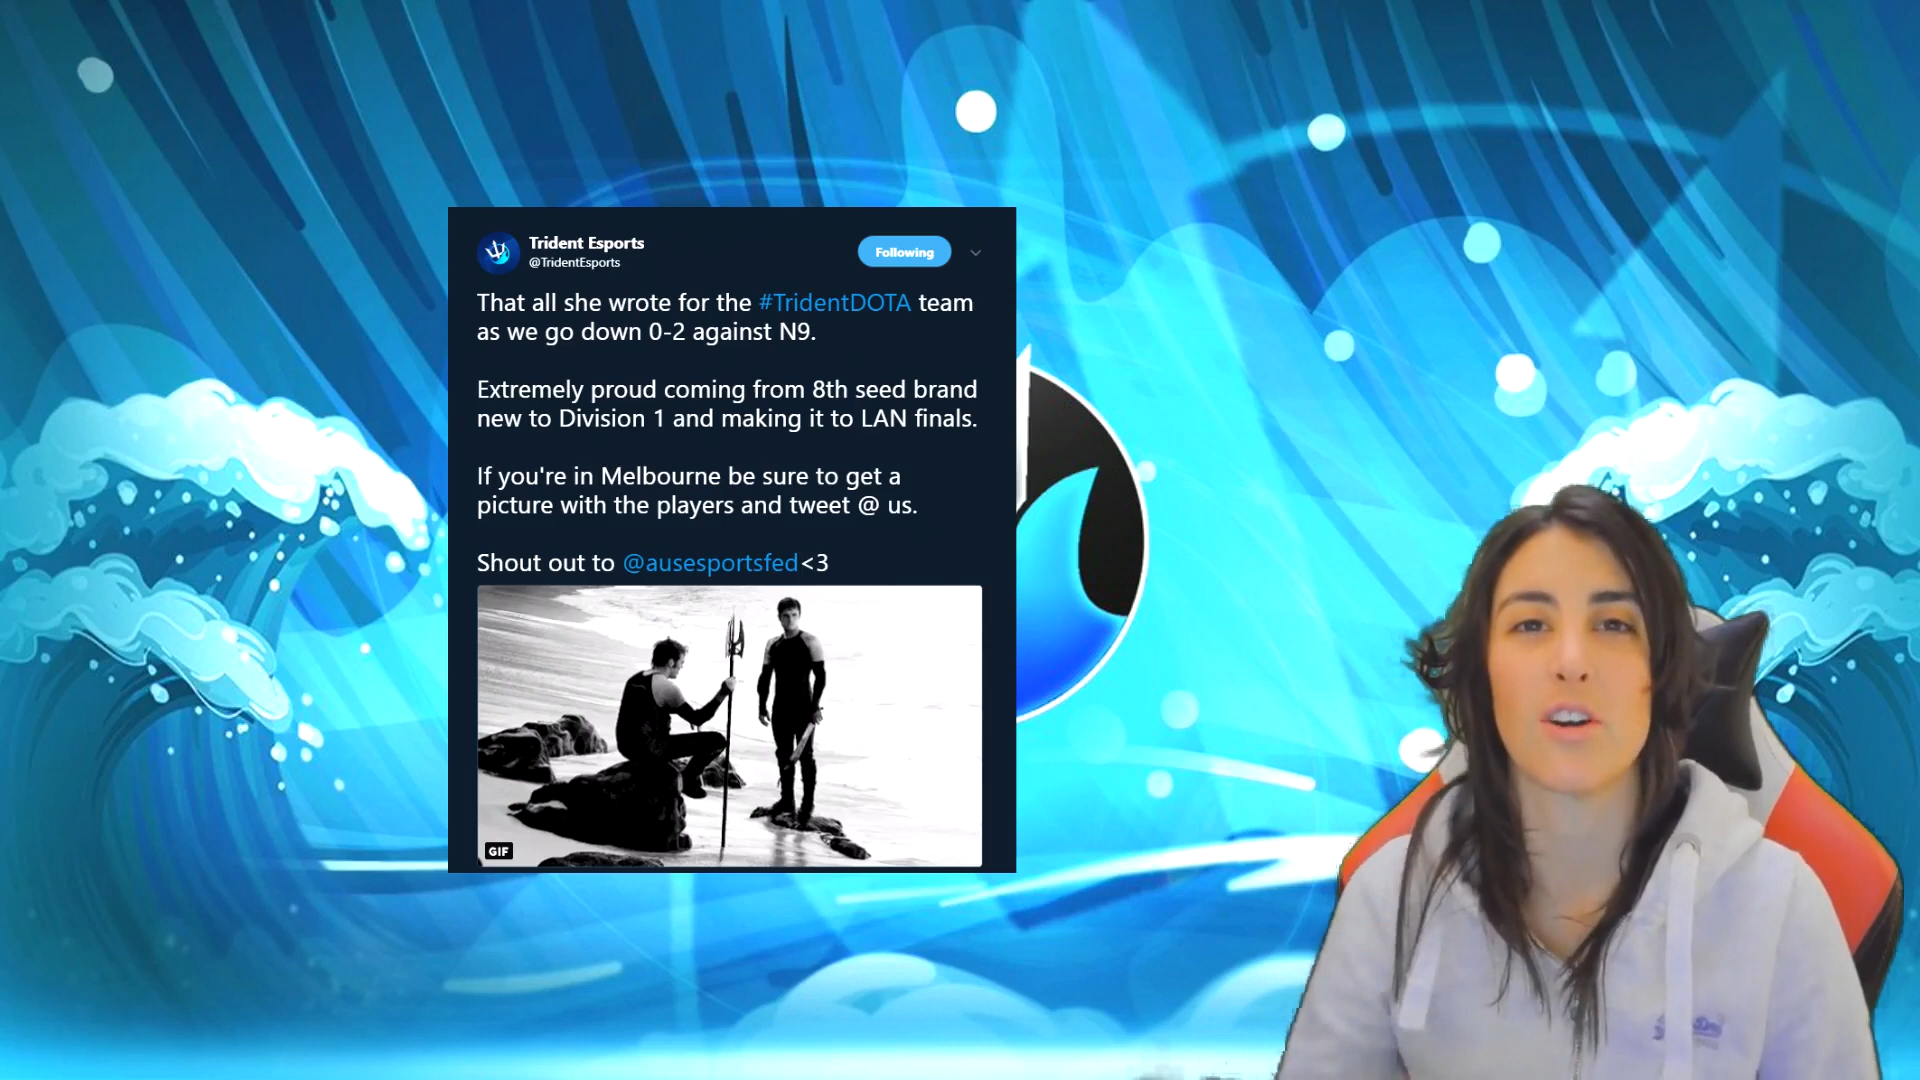 Trident Esports
@TridentEsports
Following
That all she wrote for the #TridentDOTA team
as we go down 0-2 against N9.
Extremely proud coming from 8th seed brand
new to Division 1 and making it to LAN finals.
If you're in Melbourne be sure to get a
picture with the players and tweet @ us.
Shout out to @ausesportsfed<3
GIF